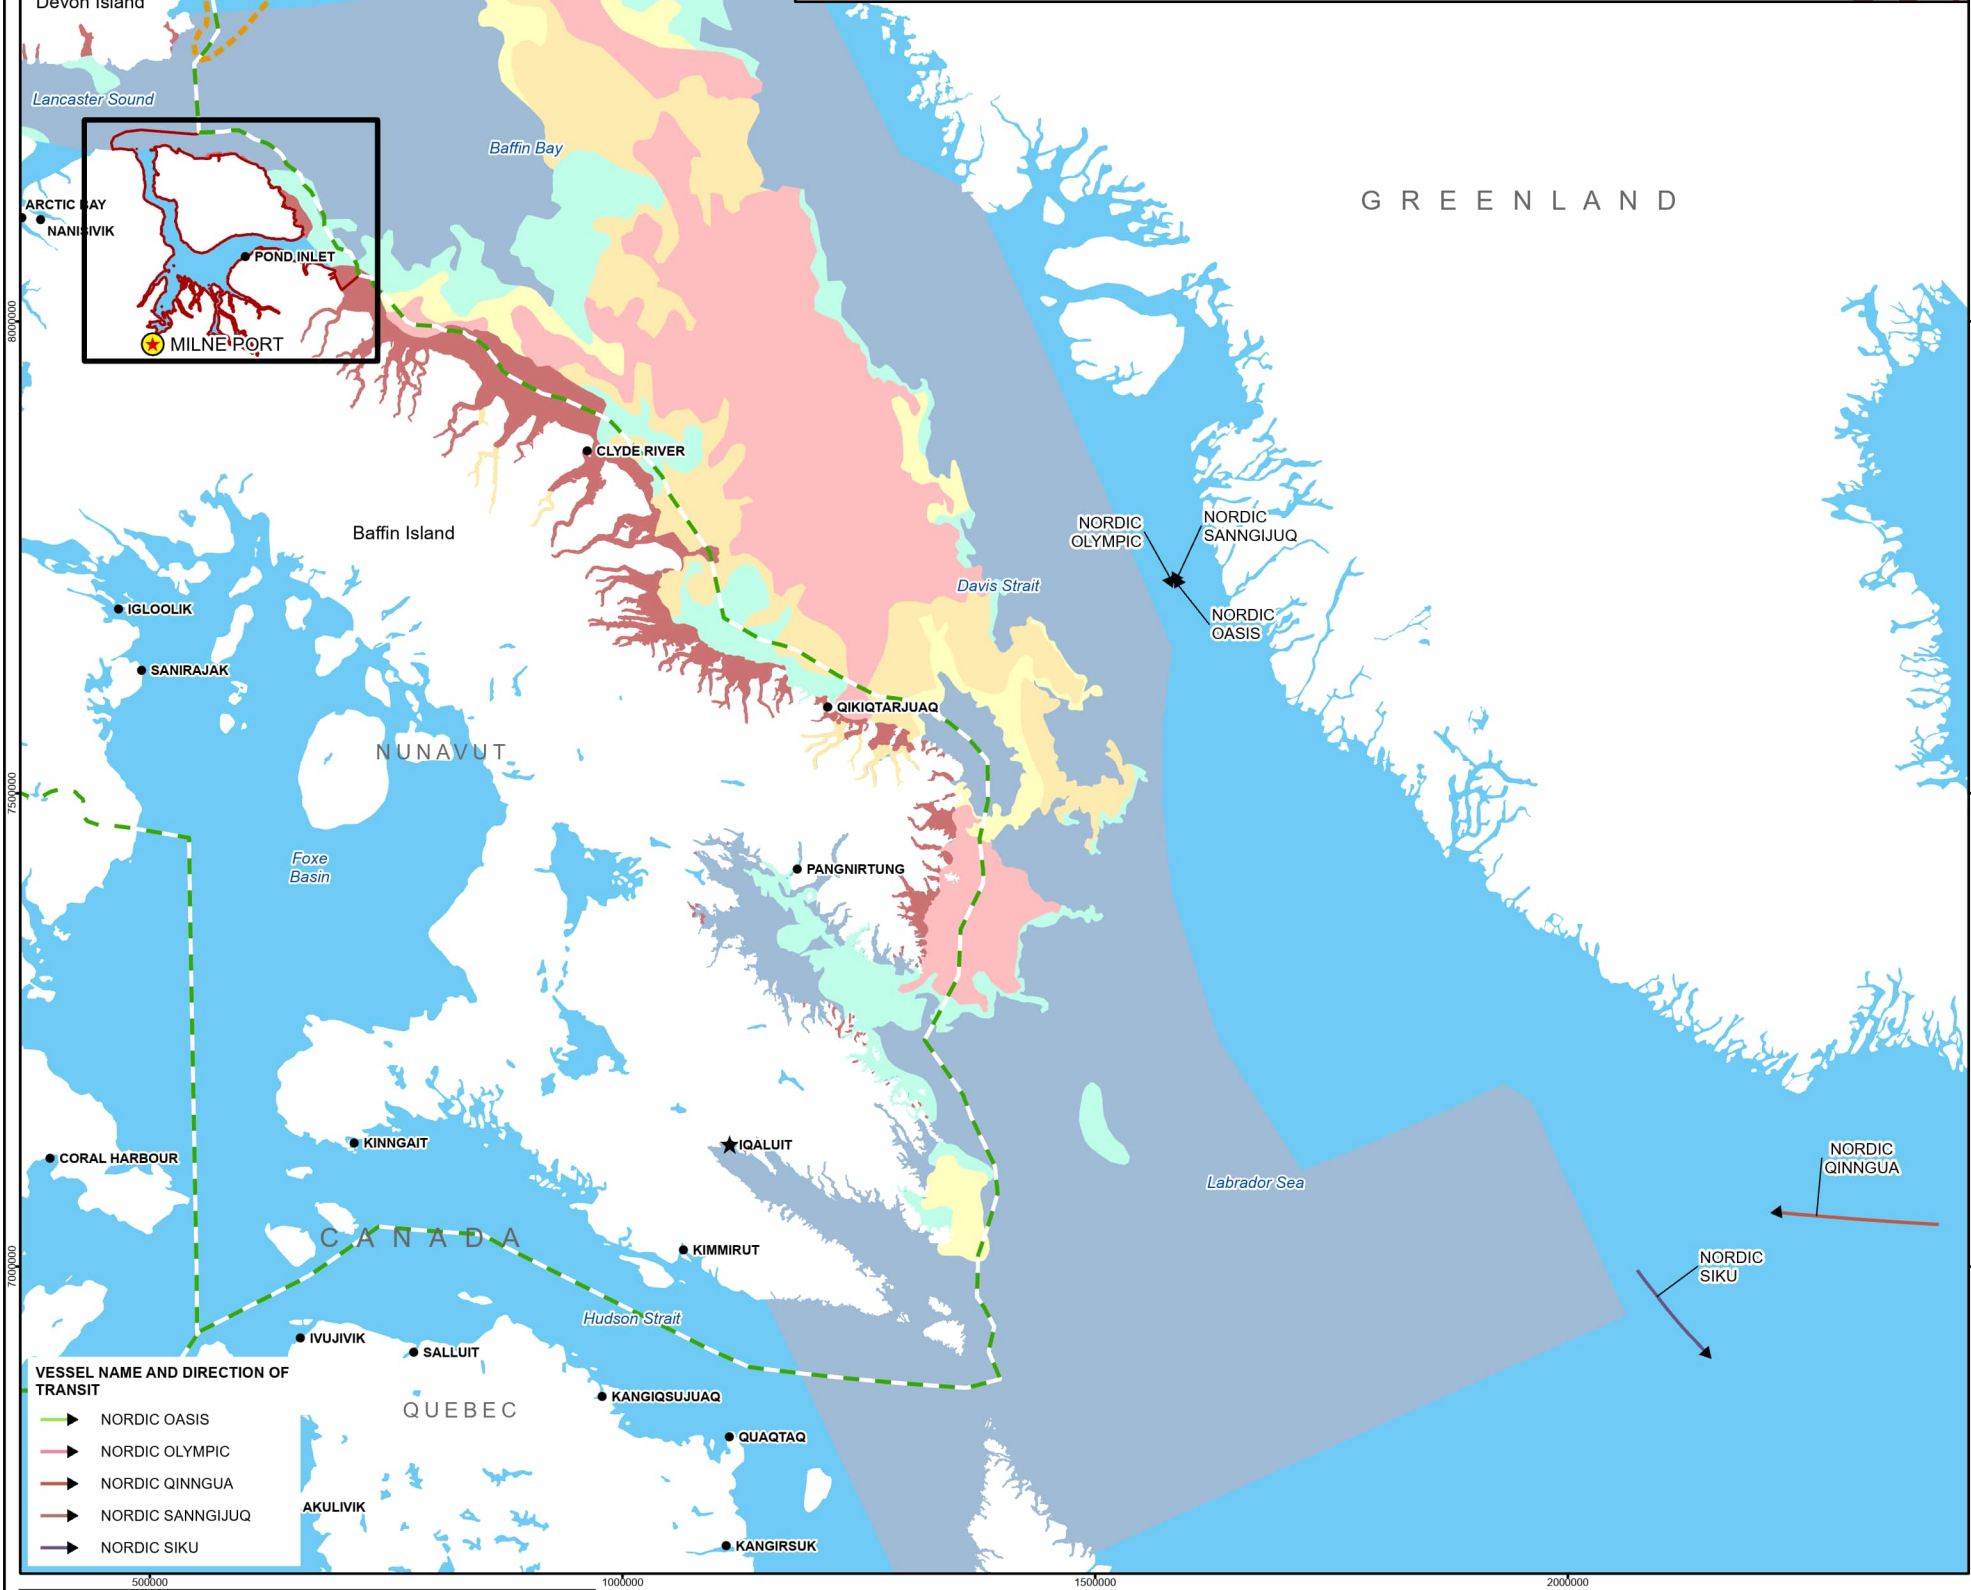 Devon Island
Lancaster Sound
Baffin Bay
GREENLAND
ARCTIC BAY
NANISIVIK
POND INLET
MILNE PORT
8000000
CLYDE RIVER
Baffin Island
NORDIC
OLYMPIC
NORDIC
SANNGIJUQ
Davis Strait
NORDIC
OASIS
IGLOOLIK
SANIRAJAK
QIKIQTARJUAQ
NUNAVUT
7500000
Foxe
Basin
PANGNIRTUNG
KINNGAIT
IQALUIT
CORAL HARBOUR
Labrador Sea
NORDIC
QINNGUA
CANADA
KIMMIRUT
NORDIC
SIKU
7000000
Hudson Strait
IVUJIVIK
SALLUIT
KANGIQSUJUAQ
QUEBEC
QUAQTAQ
AKULIVIK
KANGIRSUK
VESSEL NAME AND DIRECTION OF
TRANSIT
NORDIC OASIS
NORDIC OLYMPIC
NORDIC QINNGUA
NORDIC SANNGIJUQ
NORDIC SIKU
500000
1000000
1500000
2000000